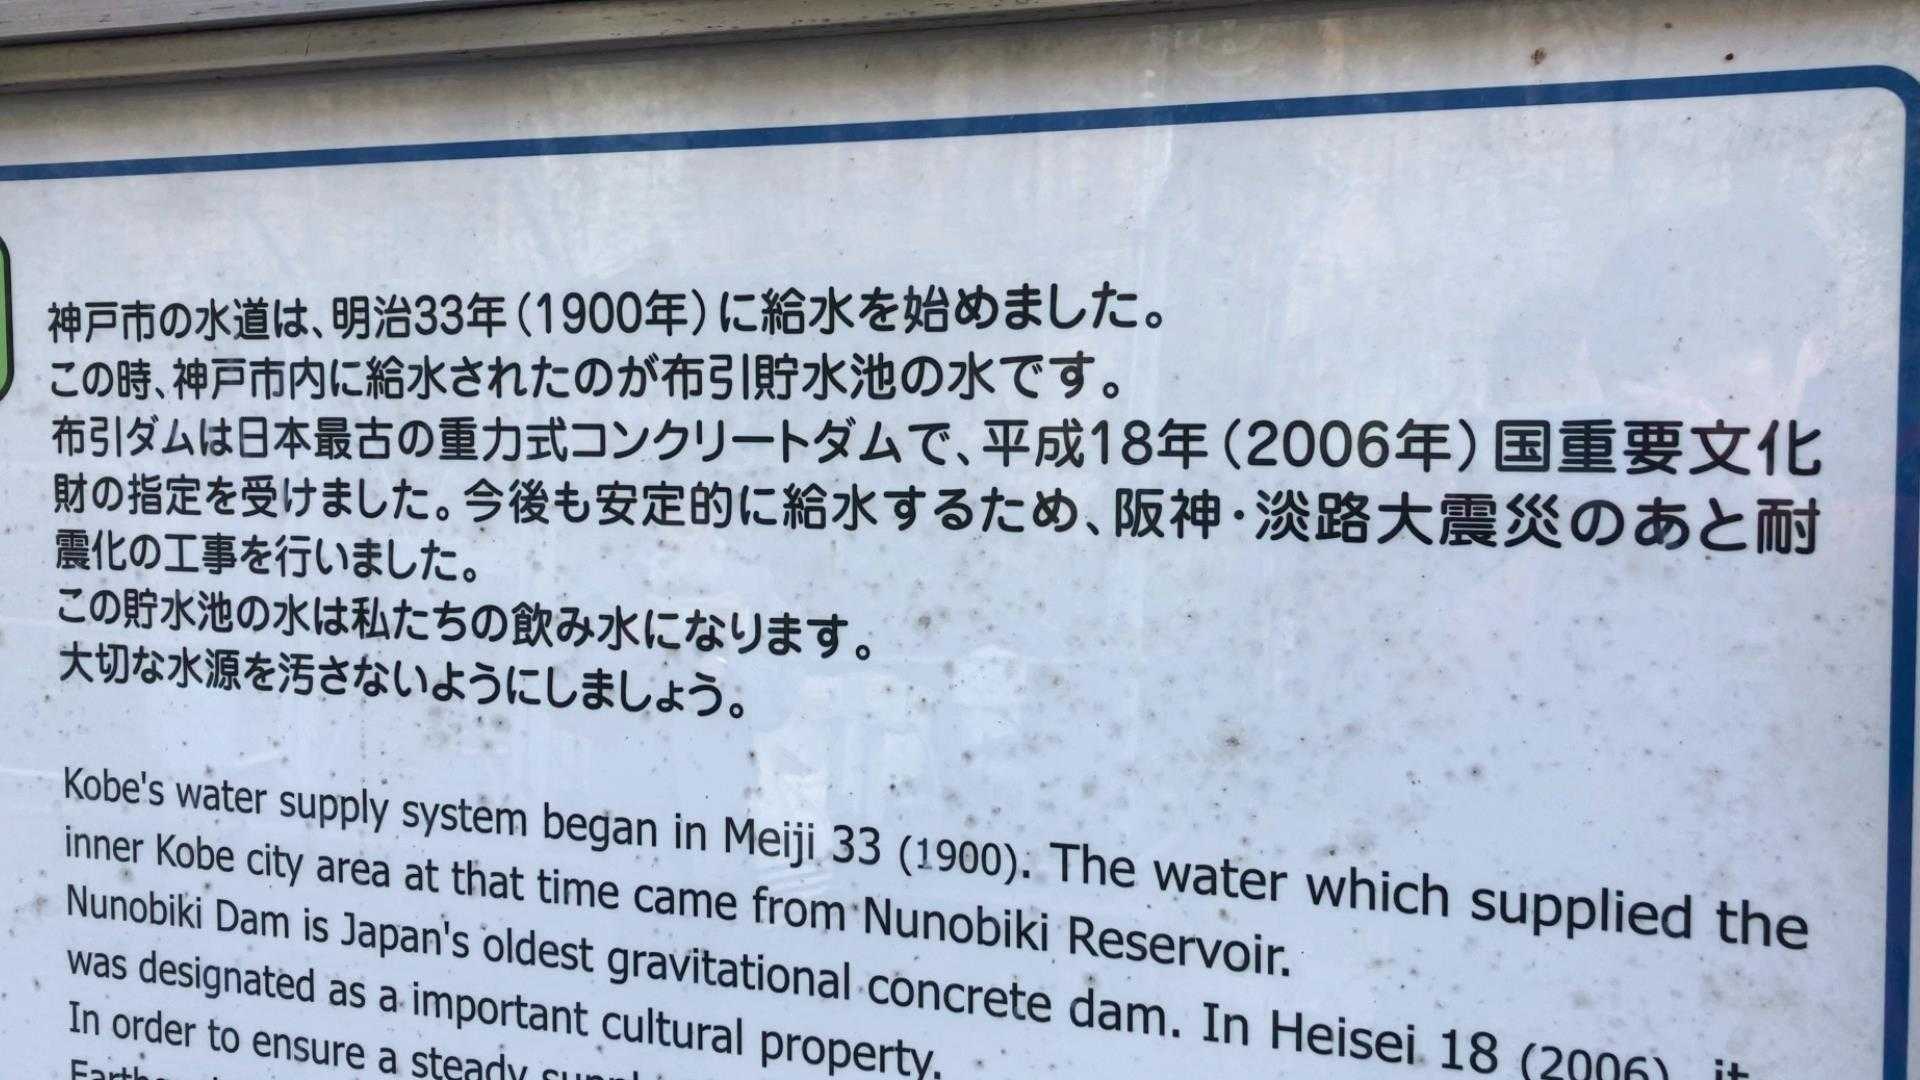 神戸市の水道は、明治33年（1900年）に給水を始めました。
この時、神戸市内に給水されたのが布引貯水池の水です。
布引ダムは日本最古の重力式コンクリートダムで、平成18年（2006年）国重要文化
財の指定を受けました。今後も安定的に給水するため、阪神・淡路大震災のあと耐
震化の工事を行いました。
この貯水池の水は私たちの飲み水になります。
大切な水源を汚さないようにしましょう。
Kobe's water supply system began in Meiji 33 (1900). The water which supplied the
inner Kobe city area at that time came from Nunobiki Reservoir.
Nunobiki Dam is Japan's oldest gravitational concrete dam. In Heisei 18 (2006), it
was designated as a important cultural property.
In order to ensure a steady